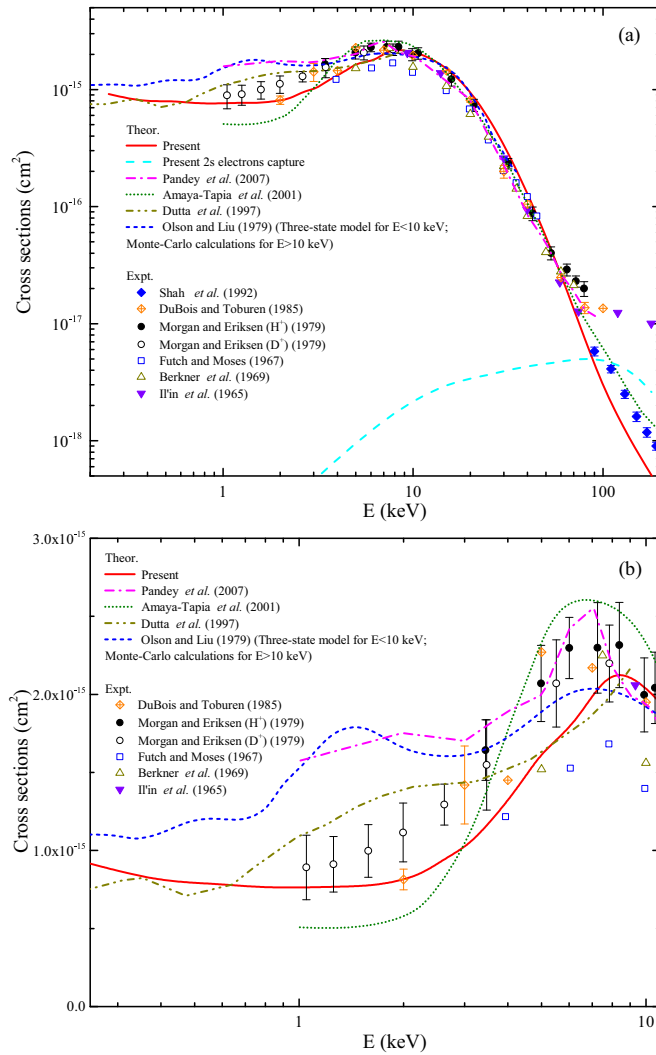 (a)
10⁻¹⁵
10⁻¹⁶
10⁻¹⁷
10⁻¹⁸
Cross sections (cm²)
Theor.
Present
Present 2s electrons capture
Pandey et al. (2007)
Amaya-Tapia et al. (2001)
Dutta et al. (1997)
Olson and Liu (1979) (Three-state model for E<10 keV;
Monte-Carlo calculations for E>10 keV)
Expt.
Shah et al. (1992)
DuBois and Toburen (1985)
Morgan and Eriksen (H⁺) (1979)
Morgan and Eriksen (D⁺) (1979)
Futch and Moses (1967)
Berkner et al. (1969)
Il'in et al. (1965)
1 10 100
E (keV)
(b)
3.0x10⁻¹⁵
2.0x10⁻¹⁵
1.0x10⁻¹⁵
0.0
Cross sections (cm²)
Theor.
Present
Pandey et al. (2007)
Amaya-Tapia et al. (2001)
Dutta et al. (1997)
Olson and Liu (1979) (Three-state model for E<10 keV;
Monte-Carlo calculations for E>10 keV)
Expt.
DuBois and Toburen (1985)
Morgan and Eriksen (H⁺) (1979)
Morgan and Eriksen (D⁺) (1979)
Futch and Moses (1967)
Berkner et al. (1969)
Il'in et al. (1965)
1 10
E (keV)